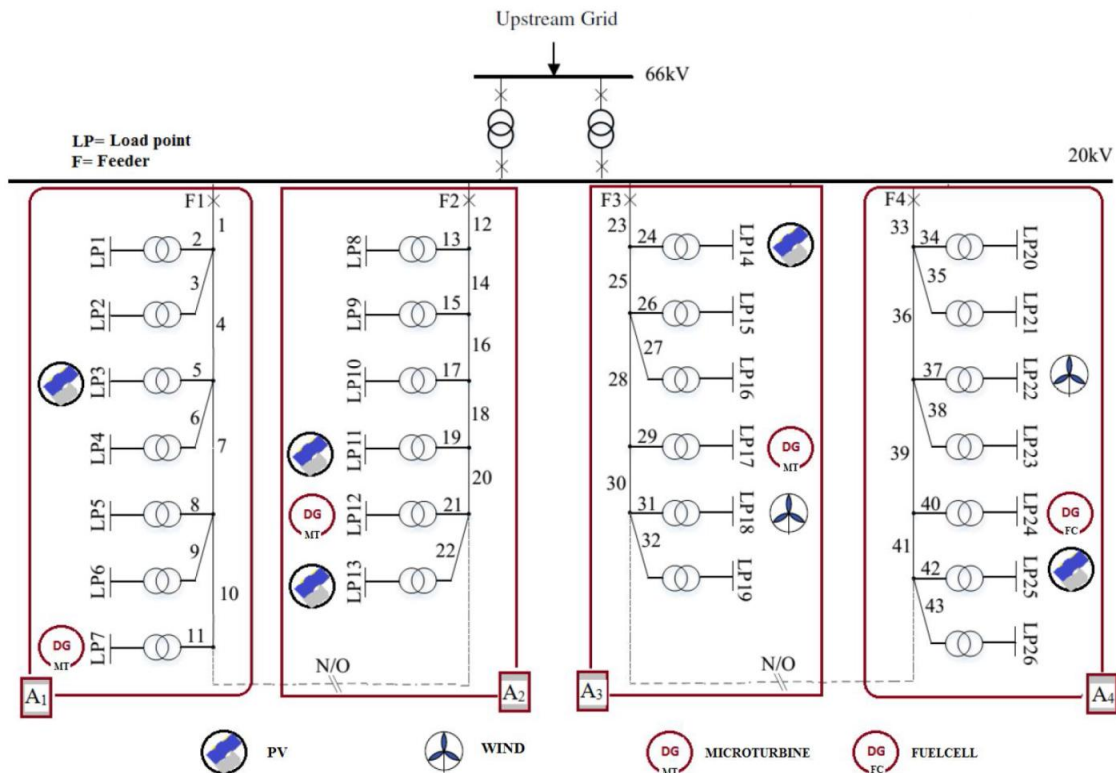 Upstream Grid
66kV
LP= Load point
F= Feeder
20kV
F1
1
LP1
2
3
LP2
4
LP3
5
6
LP4
7
LP5
8
9
LP6
10
LP7
11
DG
MT
A1
F2
12
LP8
13
14
LP9
15
16
LP10
17
18
LP11
19
20
LP12
21
DG
MT
22
LP13
N/O
A2
F3
23
24
LP14
25
26
LP15
27
28
LP16
29
LP17
DG
MT
30
31
LP18
32
LP19
N/O
A3
F4
33
34
LP20
35
LP21
36
37
LP22
38
LP23
39
40
LP24
DG
FC
41
42
LP25
43
LP26
A4
PV
WIND
DG
MT
MICROTURBINE
DG
FC
FUELCELL